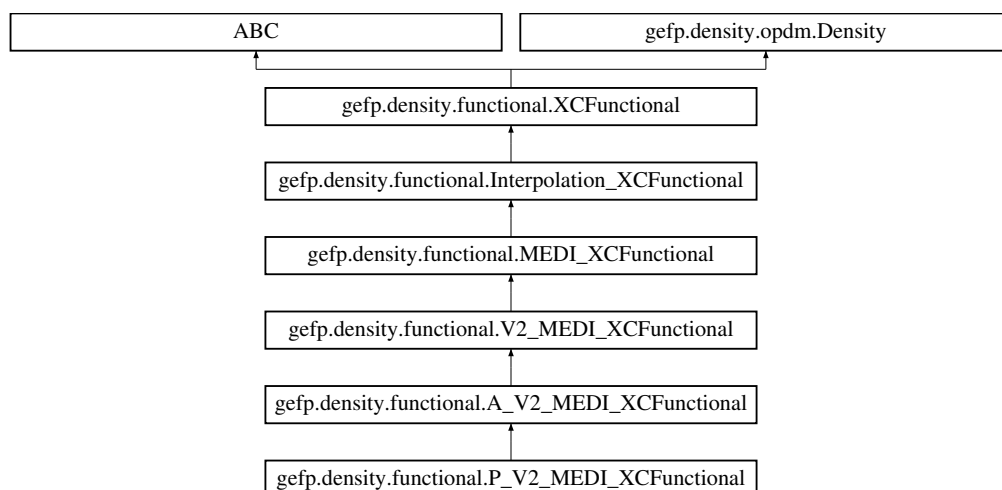 ABC
gefp.density.opdm.Density
gefp.density.functional.XCFunctional
gefp.density.functional.Interpolation_XCFunctional
gefp.density.functional.MEDI_XCFunctional
gefp.density.functional.V2_MEDI_XCFunctional
gefp.density.functional.A_V2_MEDI_XCFunctional
gefp.density.functional.P_V2_MEDI_XCFunctional